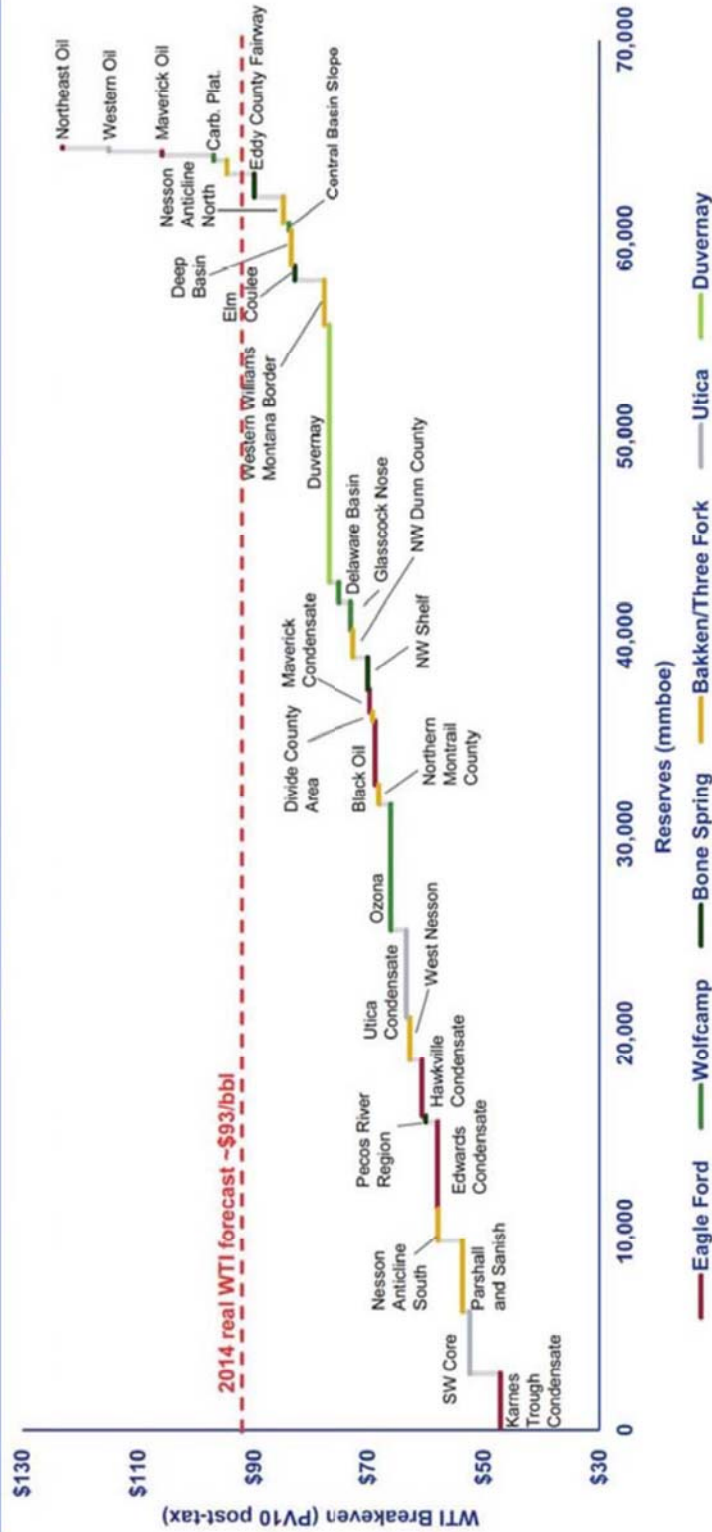 $130
$110
$90
$70
$50
$30
WTI Breakeven (PV10 post-tax)
2014 real WTI forecast ~$93/bbl
Karnes
Trough
Condensate
SW Core
Parshall
and Sanish
Nesson
Anticline
South
Edwards
Condensate
Pecos River
Region
Hawkville
Condensate
West Nesson
Utica
Condensate
Ozona
Northern
Montrail
County
Black Oil
Divide County
Area
Maverick
Condensate
NW Shelf
NW Dunn County
Glasscock Nose
Delaware Basin
Duvernay
Western Williams
Montana Border
Elm
Coulee
Deep
Basin
Central Basin Slope
Nesson
Anticline
North
Eddy County Fairway
Carb. Plat.
Maverick Oil
Western Oil
Northeast Oil
0
10,000
20,000
30,000
40,000
50,000
60,000
70,000
Reserves (mmboe)
Eagle Ford
Wolfcamp
Bone Spring
Bakken/Three Fork
Utica
Duvernay